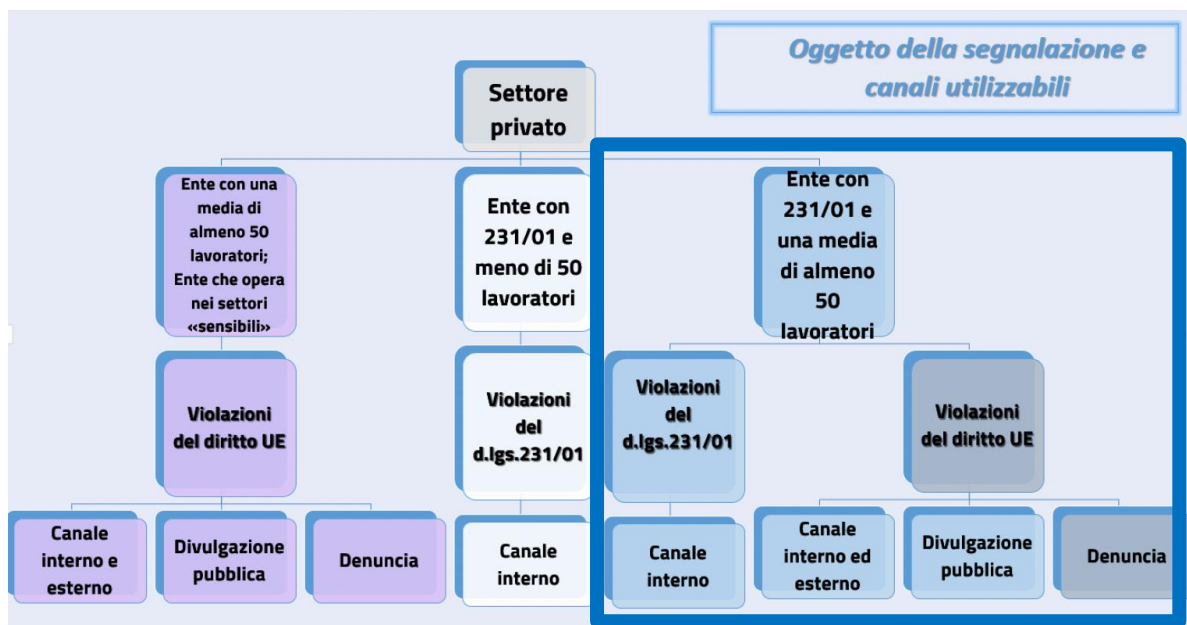 Oggetto della segnalazione e
canali utilizzabili
Settore
privato
Ente con una
media di
almeno 50
lavoratori;
Ente che opera
nei settori
«sensibili»
Ente con
231/01 e
meno di 50
lavoratori
Ente con
231/01 e
una media
di almeno
50
lavoratori
Violazioni
del diritto UE
Violazioni
del
d.lgs.231/01
Violazioni
del
d.lgs.231/01
Violazioni
del diritto UE
Canale
interno e
esterno
Divulgazione
pubblica
Denuncia
Canale
interno
Canale
interno
Canale
interno ed
esterno
Divulgazione
pubblica
Denuncia